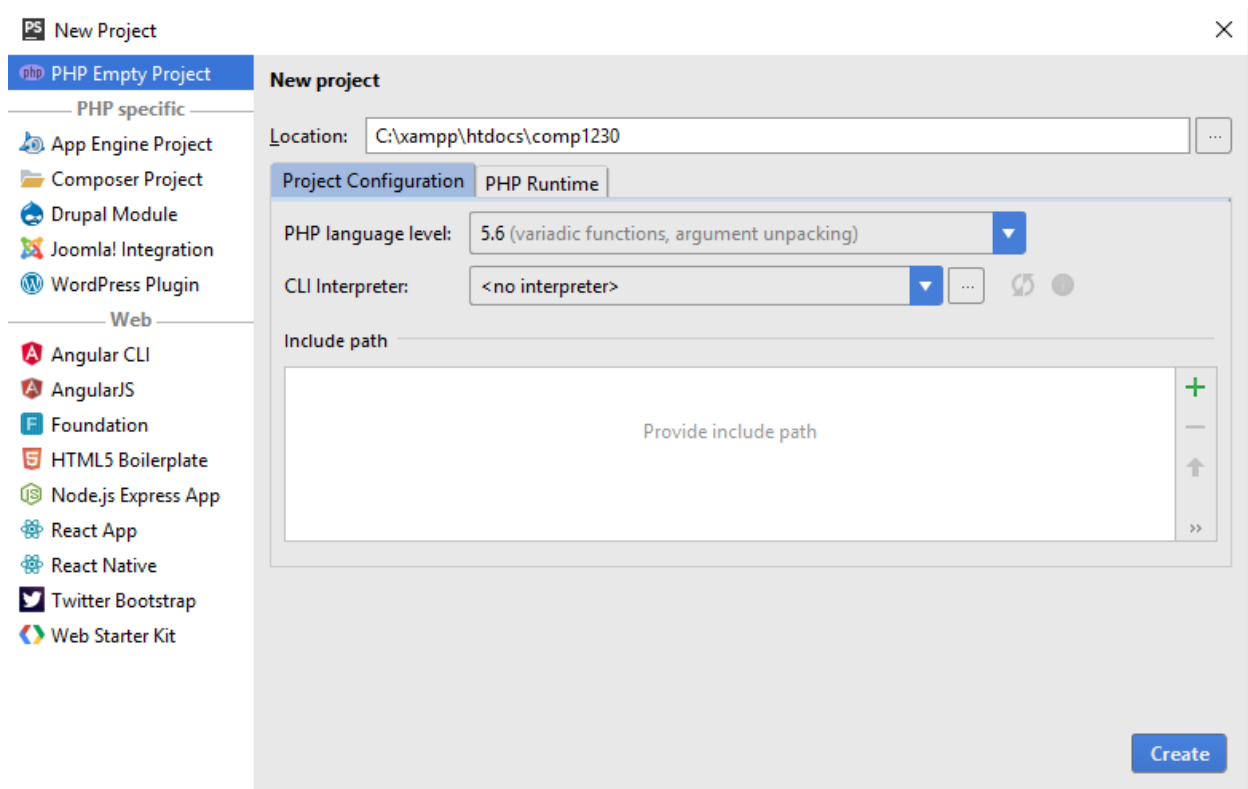 PS New Project
php PHP Empty Project
PHP specific
App Engine Project
Composer Project
Drupal Module
Joomla! Integration
WordPress Plugin
Web
Angular CLI
AngularJS
Foundation
HTML5 Boilerplate
Node.js Express App
React App
React Native
Twitter Bootstrap
Web Starter Kit
New project
Location: C:\xampp\htdocs\comp1230 ...
Project Configuration PHP Runtime
PHP language level: 5.6 (variadic functions, argument unpacking)
CLI Interpreter: <no interpreter> ...
Include path
Provide include path
Create